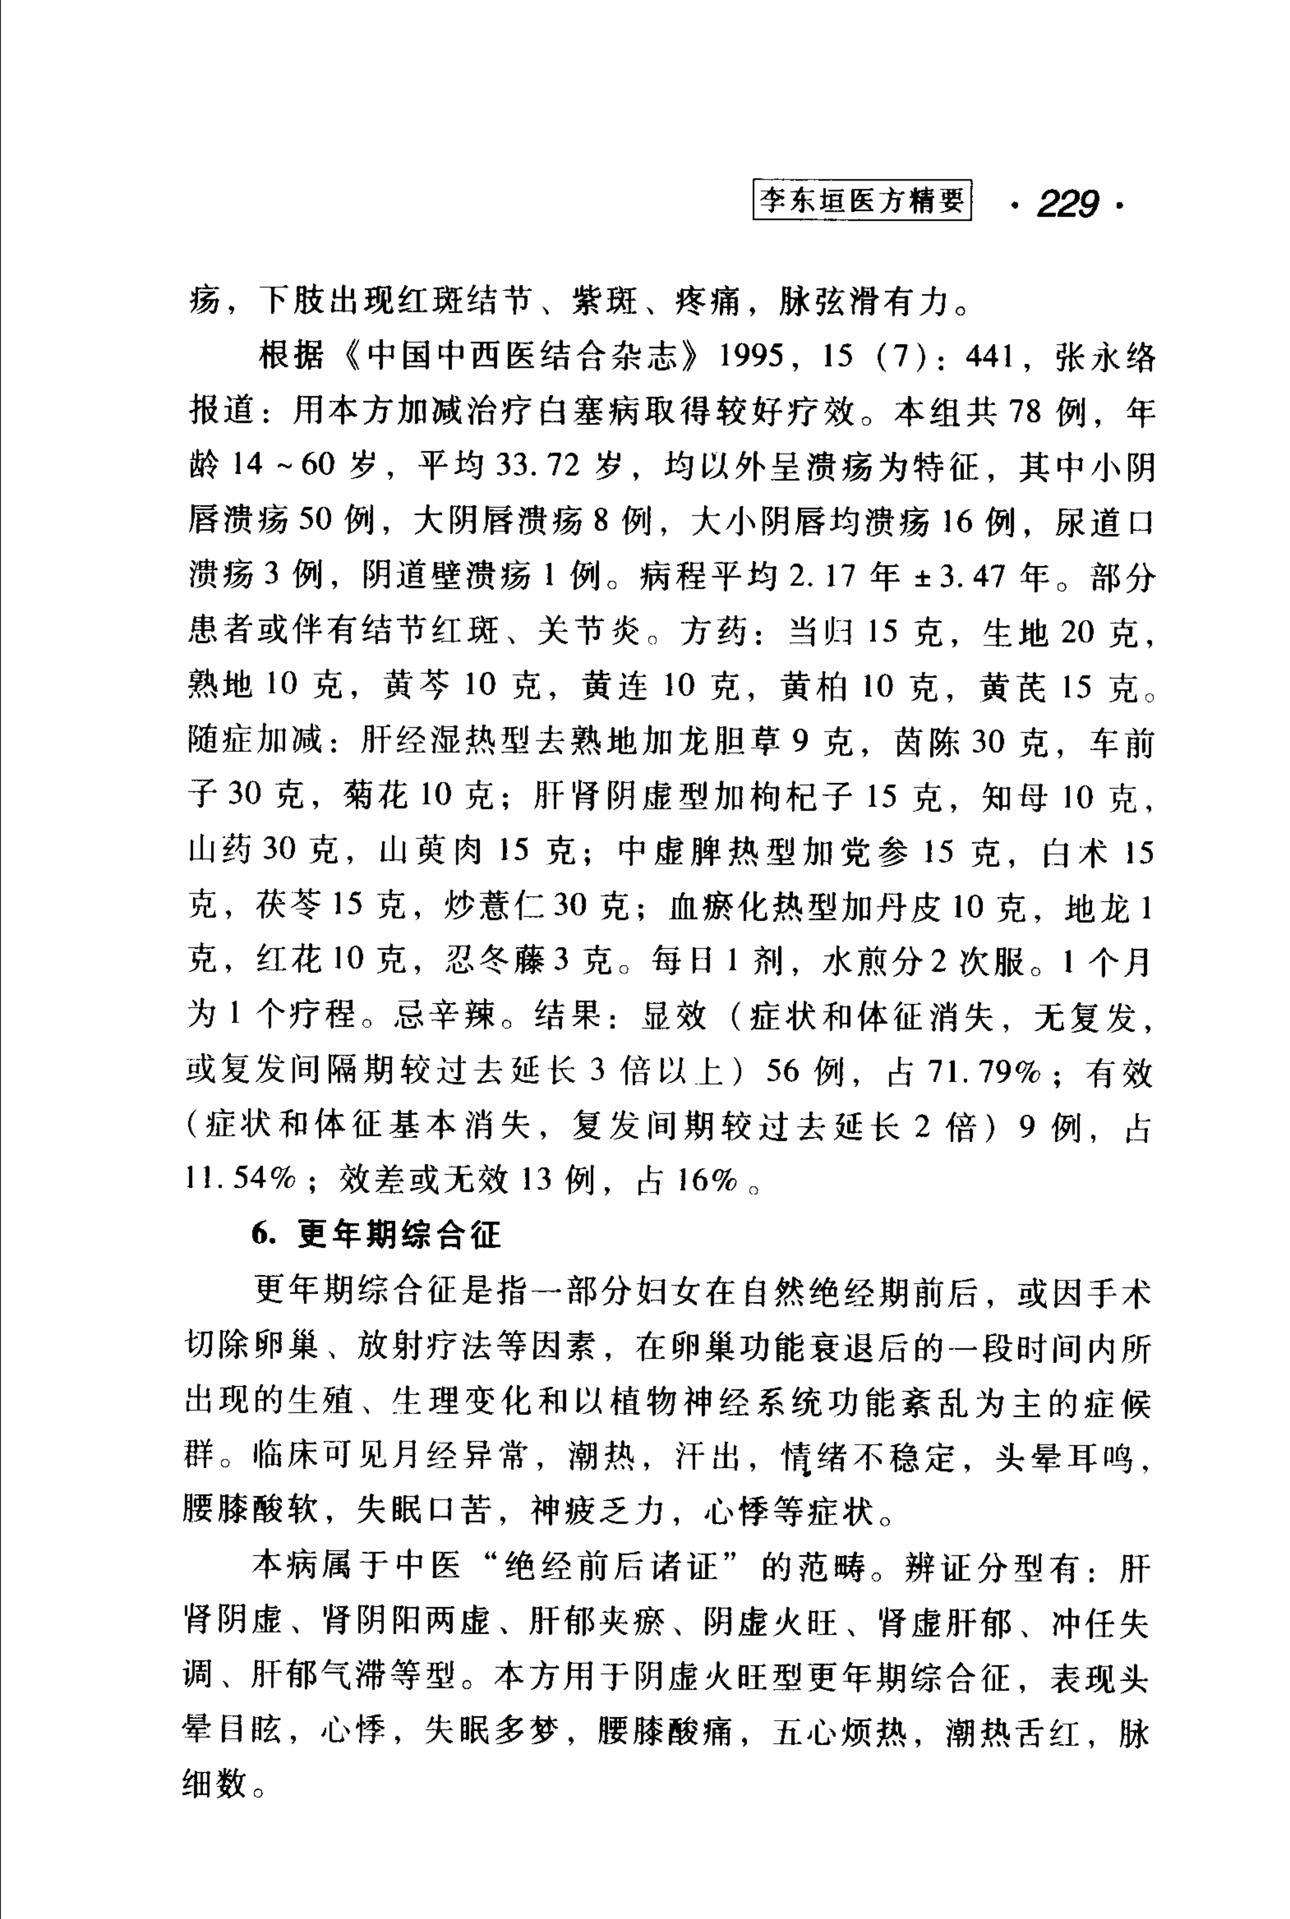 李东垣医方精要 · 229 ·
疡，下肢出现红斑结节、紫斑、疼痛，脉弦滑有力。
根据《中国中西医结合杂志》1995，15（7）：441，张永络
报道：用本方加减治疗白塞病取得较好疗效。本组共78例，年
龄14～60岁，平均33.72岁，均以外呈溃疡为特征，其中小阴
唇溃疡50例，大阴唇溃疡8例，大小阴唇均溃疡16例，尿道口
溃疡3例，阴道壁溃疡1例。病程平均2.17年±3.47年。部分
患者或伴有结节红斑、关节炎。方药：当归15克，生地20克，
熟地10克，黄芩10克，黄连10克，黄柏10克，黄芪15克。
随症加减：肝经湿热型去熟地加龙胆草9克，茵陈30克，车前
子30克，菊花10克；肝肾阴虚型加枸杞子15克，知母10克，
山药30克，山萸肉15克；中虚脾热型加党参15克，白术15
克，茯苓15克，炒薏仁30克；血瘀化热型加丹皮10克，地龙1
克，红花10克，忍冬藤3克。每日1剂，水煎分2次服。1个月
为1个疗程。忌辛辣。结果：显效（症状和体征消失，无复发，
或复发间隔期较过去延长3倍以上）56例，占71.79%；有效
（症状和体征基本消失，复发间期较过去延长2倍）9例，占
11.54%；效差或无效13例，占16%。
6. 更年期综合征
更年期综合征是指一部分妇女在自然绝经期前后，或因手术
切除卵巢、放射疗法等因素，在卵巢功能衰退后的一段时间内所
出现的生殖、生理变化和以植物神经系统功能紊乱为主的症候
群。临床可见月经异常，潮热，汗出，情绪不稳定，头晕耳鸣，
腰膝酸软，失眠口苦，神疲乏力，心悸等症状。
本病属于中医“绝经前后诸证”的范畴。辨证分型有：肝
肾阴虚、肾阴阳两虚、肝郁夹瘀、阴虚火旺、肾虚肝郁、冲任失
调、肝郁气滞等型。本方用于阴虚火旺型更年期综合征，表现头
晕目眩，心悸，失眠多梦，腰膝酸痛，五心烦热，潮热舌红，脉
细数。